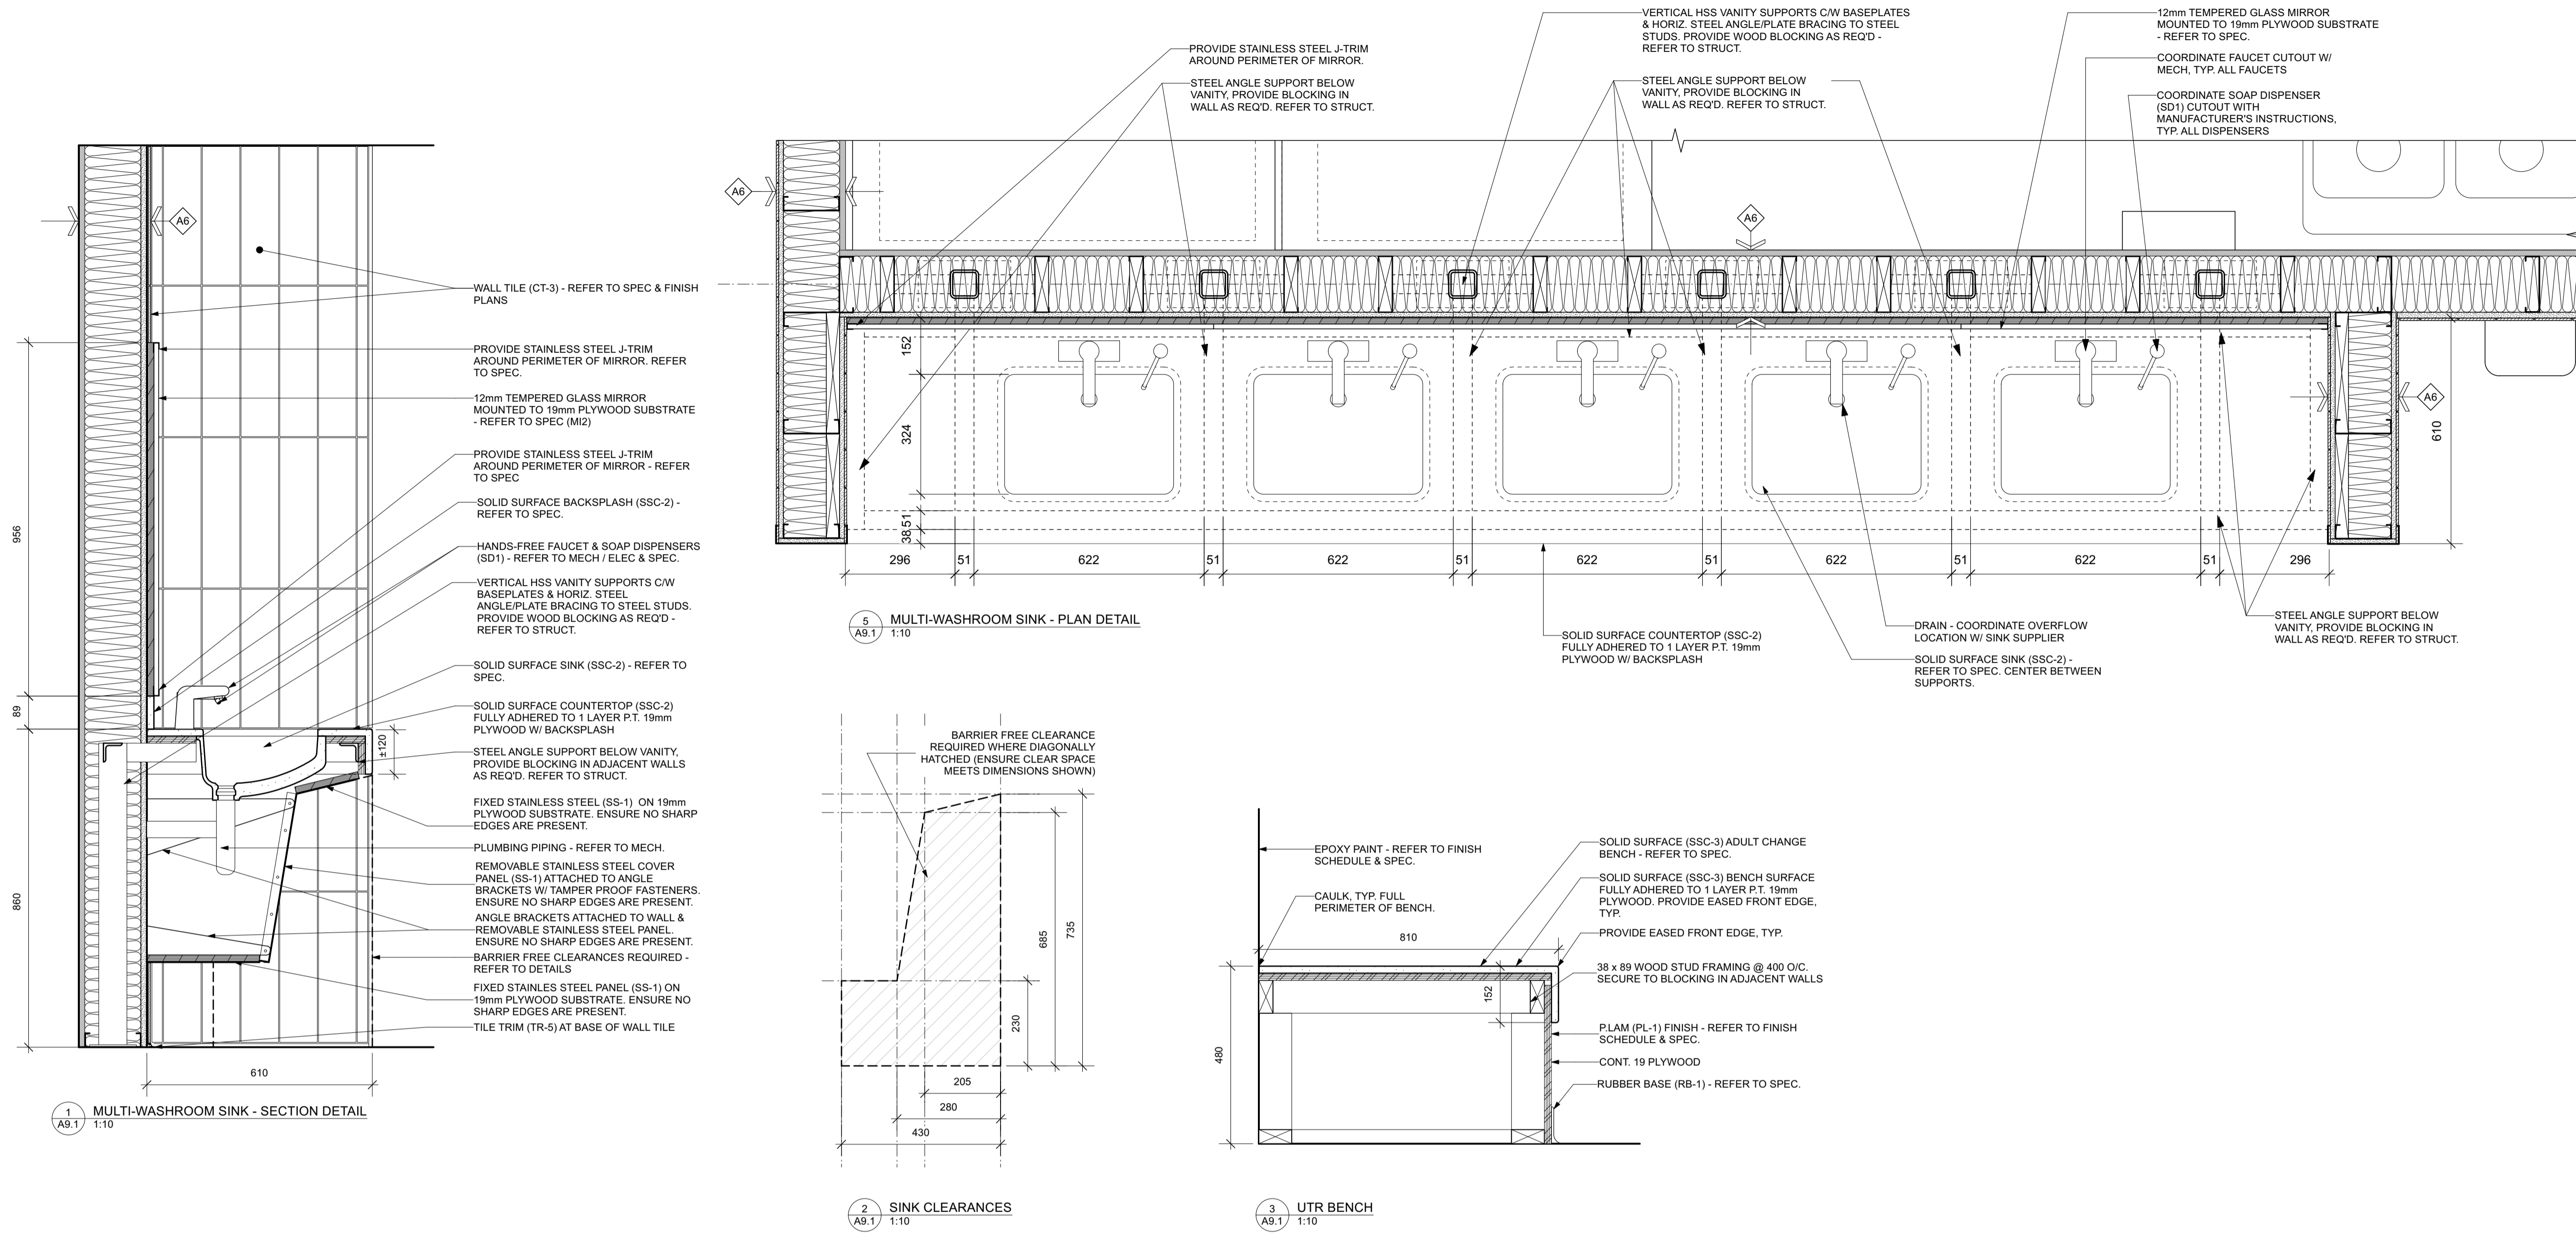 WALL TILE (CT-3) - REFER TO SPEC & FINISH
PLANS
PROVIDE STAINLESS STEEL J-TRIM
AROUND PERIMETER OF MIRROR. REFER
TO SPEC.
12mm TEMPERED GLASS MIRROR
MOUNTED TO 19mm PLYWOOD SUBSTRATE
- REFER TO SPEC (MI2)
PROVIDE STAINLESS STEEL J-TRIM
AROUND PERIMETER OF MIRROR - REFER
TO SPEC
SOLID SURFACE BACKSPLASH (SSC-2) -
REFER TO SPEC.
HANDS-FREE FAUCET & SOAP DISPENSERS
(SD1) - REFER TO MECH / ELEC & SPEC.
VERTICAL HSS VANITY SUPPORTS C/W
BASEPLATES & HORIZ. STEEL
ANGLE/PLATE BRACING TO STEEL STUDS.
PROVIDE WOOD BLOCKING AS REQ'D -
REFER TO STRUCT.
SOLID SURFACE SINK (SSC-2) - REFER TO
SPEC.
SOLID SURFACE COUNTERTOP (SSC-2)
FULLY ADHERED TO 1 LAYER P.T. 19mm
PLYWOOD W/ BACKSPLASH
STEEL ANGLE SUPPORT BELOW VANITY,
PROVIDE BLOCKING IN ADJACENT WALLS
AS REQ'D. REFER TO STRUCT.
FIXED STAINLESS STEEL (SS-1) ON 19mm
PLYWOOD SUBSTRATE. ENSURE NO SHARP
EDGES ARE PRESENT.
PLUMBING PIPING - REFER TO MECH.
REMOVABLE STAINLESS STEEL COVER
PANEL (SS-1) ATTACHED TO ANGLE
BRACKETS W/ TAMPER PROOF FASTENERS.
ENSURE NO SHARP EDGES ARE PRESENT.
ANGLE BRACKETS ATTACHED TO WALL &
REMOVABLE STAINLESS STEEL PANEL.
ENSURE NO SHARP EDGES ARE PRESENT.
BARRIER FREE CLEARANCES REQUIRED -
REFER TO DETAILS
FIXED STAINLES STEEL PANEL (SS-1) ON
19mm PLYWOOD SUBSTRATE. ENSURE NO
SHARP EDGES ARE PRESENT.
TILE TRIM (TR-5) AT BASE OF WALL TILE
A6
956
89
860
±120
610
1
A9.1
MULTI-WASHROOM SINK - SECTION DETAIL
1:10
PROVIDE STAINLESS STEEL J-TRIM
AROUND PERIMETER OF MIRROR.
STEEL ANGLE SUPPORT BELOW
VANITY, PROVIDE BLOCKING IN
WALL AS REQ'D. REFER TO STRUCT.
VERTICAL HSS VANITY SUPPORTS C/W BASEPLATES
& HORIZ. STEEL ANGLE/PLATE BRACING TO STEEL
STUDS. PROVIDE WOOD BLOCKING AS REQ'D -
REFER TO STRUCT.
STEEL ANGLE SUPPORT BELOW
VANITY, PROVIDE BLOCKING IN
WALL AS REQ'D. REFER TO STRUCT.
12mm TEMPERED GLASS MIRROR
MOUNTED TO 19mm PLYWOOD SUBSTRATE
- REFER TO SPEC.
COORDINATE FAUCET CUTOUT W/
MECH, TYP. ALL FAUCETS
COORDINATE SOAP DISPENSER
(SD1) CUTOUT WITH
MANUFACTURER'S INSTRUCTIONS,
TYP. ALL DISPENSERS
A6
A6
A6
152
324
51
38
610
296
51
622
51
622
51
622
51
622
51
622
51
296
5
A9.1
MULTI-WASHROOM SINK - PLAN DETAIL
1:10
SOLID SURFACE COUNTERTOP (SSC-2)
FULLY ADHERED TO 1 LAYER P.T. 19mm
PLYWOOD W/ BACKSPLASH
DRAIN - COORDINATE OVERFLOW
LOCATION W/ SINK SUPPLIER
SOLID SURFACE SINK (SSC-2) -
REFER TO SPEC. CENTER BETWEEN
SUPPORTS.
STEEL ANGLE SUPPORT BELOW
VANITY, PROVIDE BLOCKING IN
WALL AS REQ'D. REFER TO STRUCT.
BARRIER FREE CLEARANCE
REQUIRED WHERE DIAGONALLY
HATCHED (ENSURE CLEAR SPACE
MEETS DIMENSIONS SHOWN)
735
685
230
205
280
430
2
A9.1
SINK CLEARANCES
1:10
EPOXY PAINT - REFER TO FINISH
SCHEDULE & SPEC.
CAULK, TYP. FULL
PERIMETER OF BENCH.
SOLID SURFACE (SSC-3) ADULT CHANGE
BENCH - REFER TO SPEC.
SOLID SURFACE (SSC-3) BENCH SURFACE
FULLY ADHERED TO 1 LAYER P.T. 19mm
PLYWOOD. PROVIDE EASED FRONT EDGE,
TYP.
PROVIDE EASED FRONT EDGE, TYP.
38 x 89 WOOD STUD FRAMING @ 400 O/C.
SECURE TO BLOCKING IN ADJACENT WALLS
P.LAM (PL-1) FINISH - REFER TO FINISH
SCHEDULE & SPEC.
CONT. 19 PLYWOOD
RUBBER BASE (RB-1) - REFER TO SPEC.
810
152
480
3
A9.1
UTR BENCH
1:10